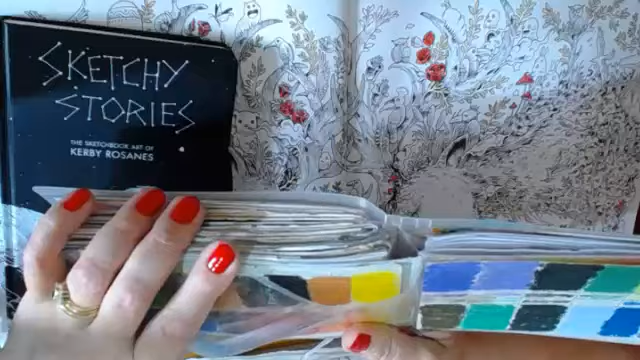 SKETCHY
STORIES
THE SKETCHBOOK ART OF
KERBY ROSANES